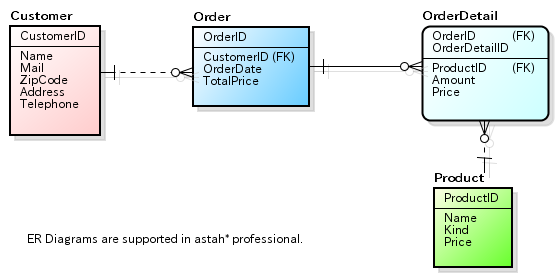 Customer
CustomerID
Name
Mail
ZipCode
Address
Telephone
Order
OrderID
CustomerID (FK)
OrderDate
TotalPrice
OrderDetail
OrderID (FK)
OrderDetailID
ProductID (FK)
Amount
Price
Product
ProductID
Name
Kind
Price
ER Diagrams are supported in astah* professional.